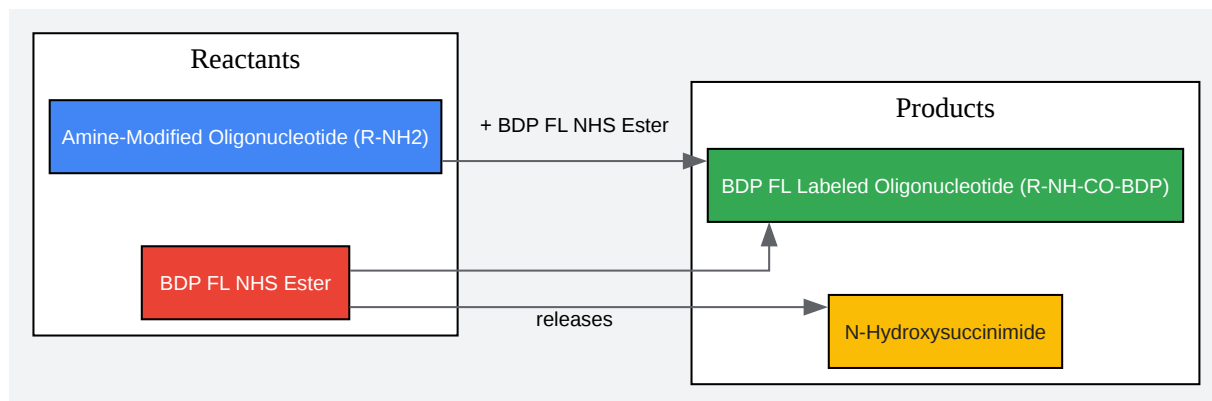 Reactants
Amine-Modified Oligonucleotide (R-NH2)
BDP FL NHS Ester
+ BDP FL NHS Ester
releases
Products
BDP FL Labeled Oligonucleotide (R-NH-CO-BDP)
N-Hydroxysuccinimide